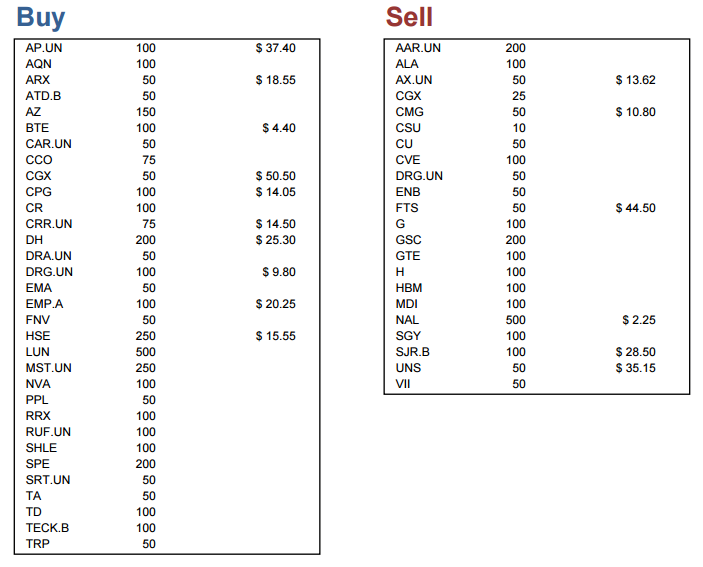 Buy
AP.UN 100 $ 37.40
AQN 100
ARX 50 $ 18.55
ATD.B 50
AZ 150
BTE 100 $ 4.40
CAR.UN 50
CCO 75
CGX 50 $ 50.50
CPG 100 $ 14.05
CR 100
CRR.UN 75 $ 14.50
DH 200 $ 25.30
DRA.UN 50
DRG.UN 100 $ 9.80
EMA 50
EMP.A 100 $ 20.25
FNV 50
HSE 250 $ 15.55
LUN 500
MST.UN 250
NVA 100
PPL 50
RRX 100
RUF.UN 100
SHLE 100
SPE 200
SRT.UN 50
TA 50
TD 100
TECK.B 100
TRP 50
Sell
AAR.UN 200
ALA 100
AX.UN 50 $ 13.62
CGX 25
CMG 50 $ 10.80
CSU 10
CU 50
CVE 100
DRG.UN 50
ENB 50
FTS 50 $ 44.50
G 100
GSC 200
GTE 100
H 100
HBM 100
MDI 100
NAL 500 $ 2.25
SGY 100
SJR.B 100 $ 28.50
UNS 50 $ 35.15
VII 50